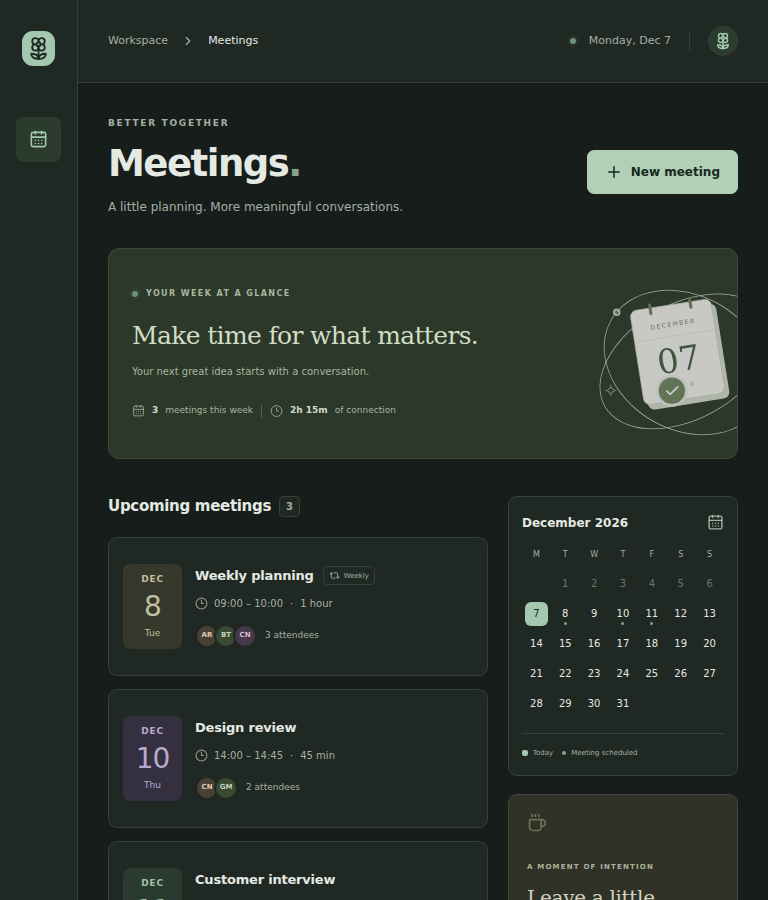 Workspace
Meetings
Monday, Dec 7
BETTER TOGETHER
Meetings.
A little planning. More meaningful conversations.
New meeting
YOUR WEEK AT A GLANCE
Make time for what matters.
Your next great idea starts with a conversation.
3 meetings this week
2h 15m of connection
DECEMBER
07
Upcoming meetings 3
DEC
8
Tue
Weekly planning
Weekly
09:00 – 10:00 · 1 hour
AR BT CN 3 attendees
DEC
10
Thu
Design review
14:00 – 14:45 · 45 min
CN GM 2 attendees
DEC
Customer interview
December 2026
M T W T F S S
1 2 3 4 5 6
7 8 9 10 11 12 13
14 15 16 17 18 19 20
21 22 23 24 25 26 27
28 29 30 31
Today Meeting scheduled
A MOMENT OF INTENTION
Leave a little